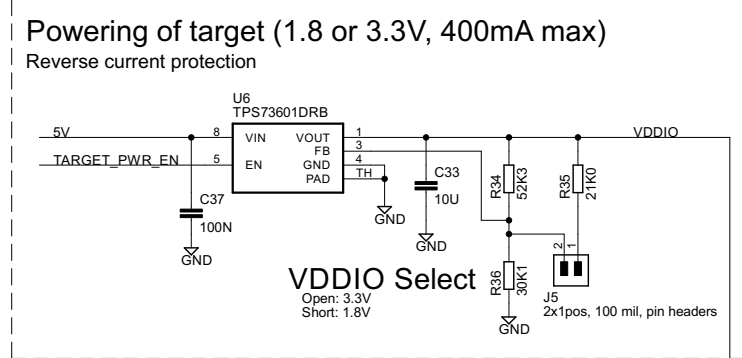 Powering of target (1.8 or 3.3V, 400mA max)
Reverse current protection
U6
TPS73601DRB
5V
8
VIN
VOUT
1
VDDIO
FB
3
TARGET_PWR_EN
5
EN
GND
4
PAD
TH
C37
100N
GND
GND
C33
10U
GND
R34
52K3
R35
21K0
R36
30K1
GND
2
1
J5
2x1pos, 100 mil, pin headers
VDDIO Select
Open: 3.3V
Short: 1.8V